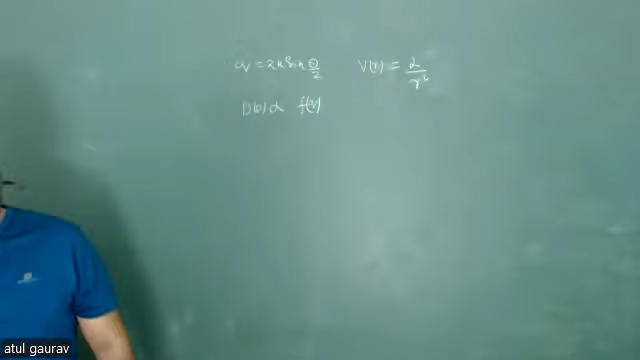 q = 2k sin θ/2    V(r) = α/r²
D(θ) α f(θ)
atul gaurav